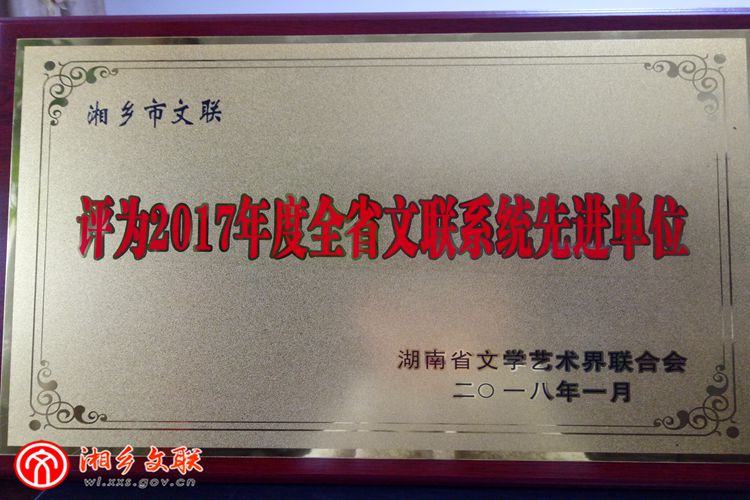 湘乡市文联
评为2017年度全省文联系统先进单位
湖南省文学艺术界联合会
二〇一八年一月
湘乡文联
wl.xxs.gov.cn